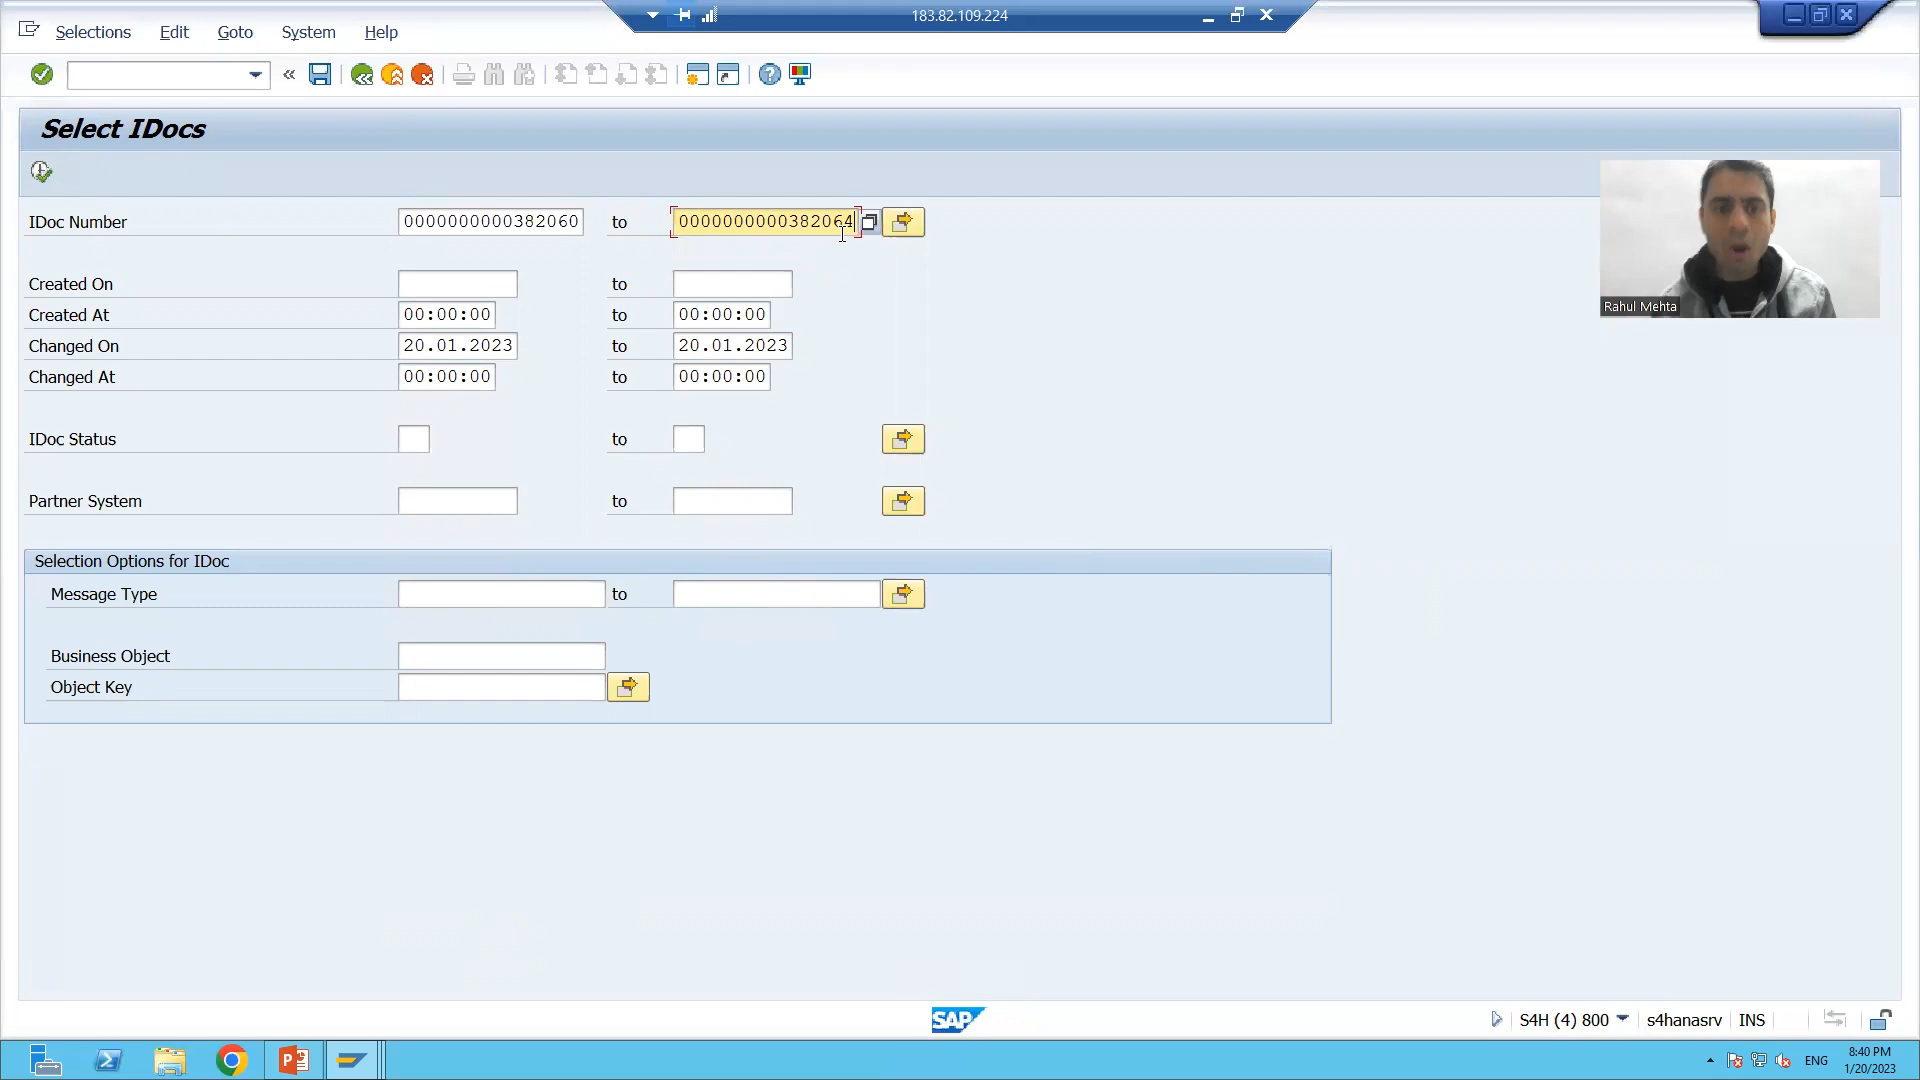 183.82.109.224
Selections Edit Goto System Help
Select IDocs
IDoc Number 0000000000382060 to 0000000000382064
Rahul Mehta
Created On to
Created At 00:00:00 to 00:00:00
Changed On 20.01.2023 to 20.01.2023
Changed At 00:00:00 to 00:00:00
IDoc Status to
Partner System to
Selection Options for IDoc
Message Type to
Business Object
Object Key
SAP
S4H (4) 800 s4hanasrv INS
ENG
8:40 PM
1/20/2023